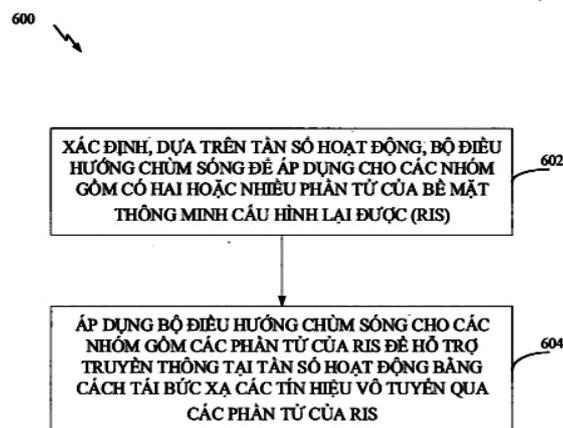 600
XÁC ĐỊNH, DỰA TRÊN TẦN SỐ HOẠT ĐỘNG, BỘ ĐIỀU
HƯỚNG CHÙM SÓNG ĐỂ ÁP DỤNG CHO CÁC NHÓM
GỒM CÓ HAI HOẶC NHIỀU PHẦN TỬ CỦA BỀ MẶT
THÔNG MINH CẤU HÌNH LẠI ĐƯỢC (RIS)
602
ÁP DỤNG BỘ ĐIỀU HƯỚNG CHÙM SÓNG CHO CÁC
NHÓM GỒM CÁC PHẦN TỬ CỦA RIS ĐỂ HỖ TRỢ
TRUYỀN THÔNG TẠI TẦN SỐ HOẠT ĐỘNG BẰNG
CÁCH TÁI BỨC XẠ CÁC TÍN HIỆU VÔ TUYẾN QUA
CÁC PHẦN TỬ CỦA RIS
604